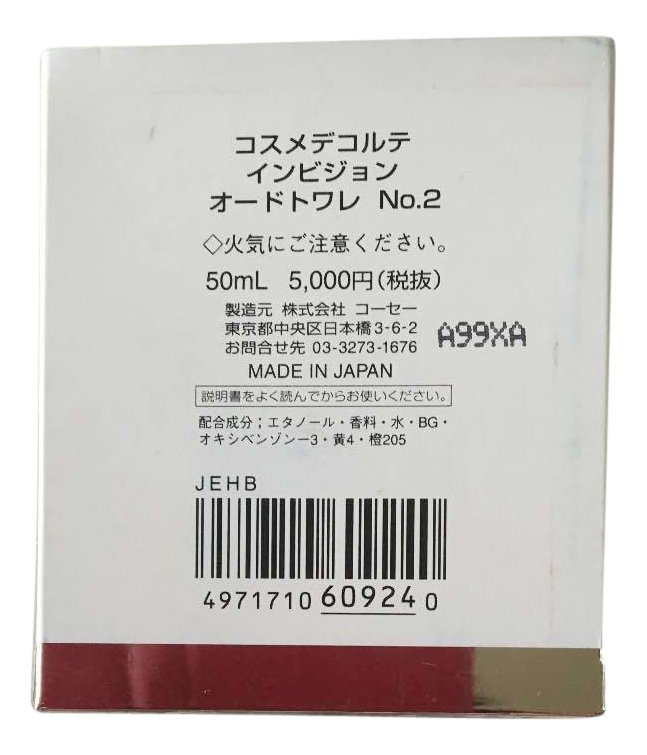 コスメデコルテ
インビジョン
オードトワレ No.2
◇火気にご注意ください。
50mL 5,000円(税抜)
製造元 株式会社 コーセー
東京都中央区日本橋3-6-2
お問合せ先 03-3273-1676
A99XA
MADE IN JAPAN
説明書をよく読んでからお使いください。
配合成分；エタノール・香料・水・BG・
オキシベンゾン−3・黄4・橙205
JEHB
4971710 60924 0